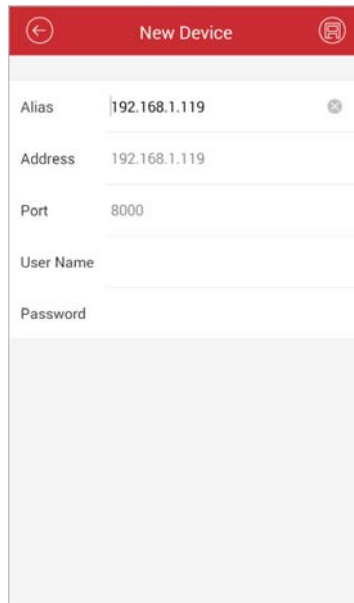 New Device
Alias 192.168.1.119
Address 192.168.1.119
Port 8000
User Name
Password